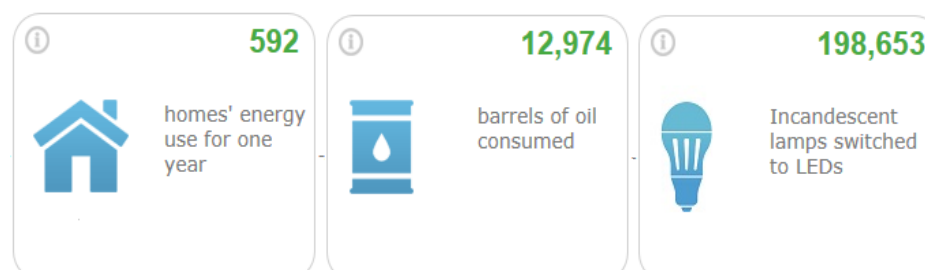 592
homes' energy
use for one
year
-
12,974
barrels of oil
consumed
-
198,653
Incandescent
lamps switched
to LEDs